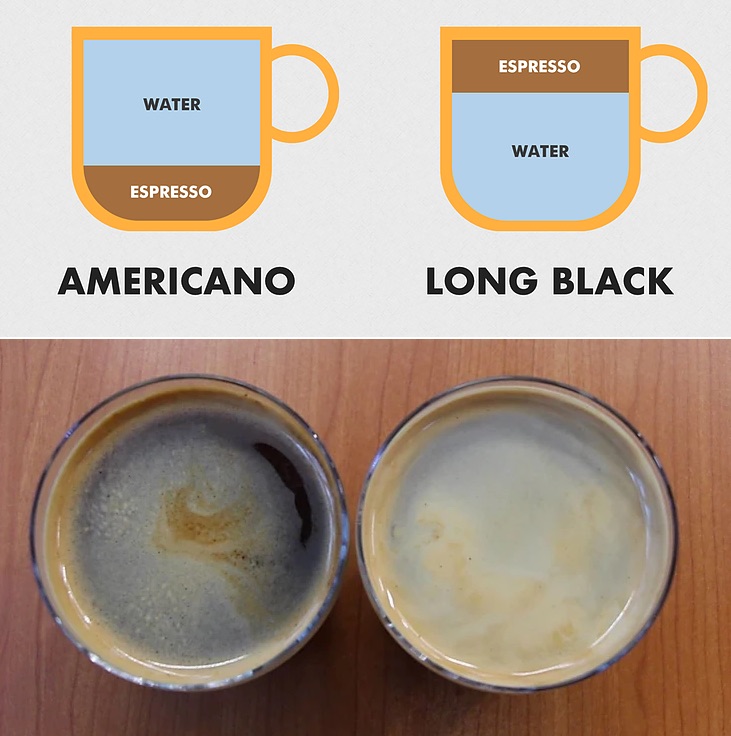 WATER
ESPRESSO
AMERICANO
ESPRESSO
WATER
LONG BLACK